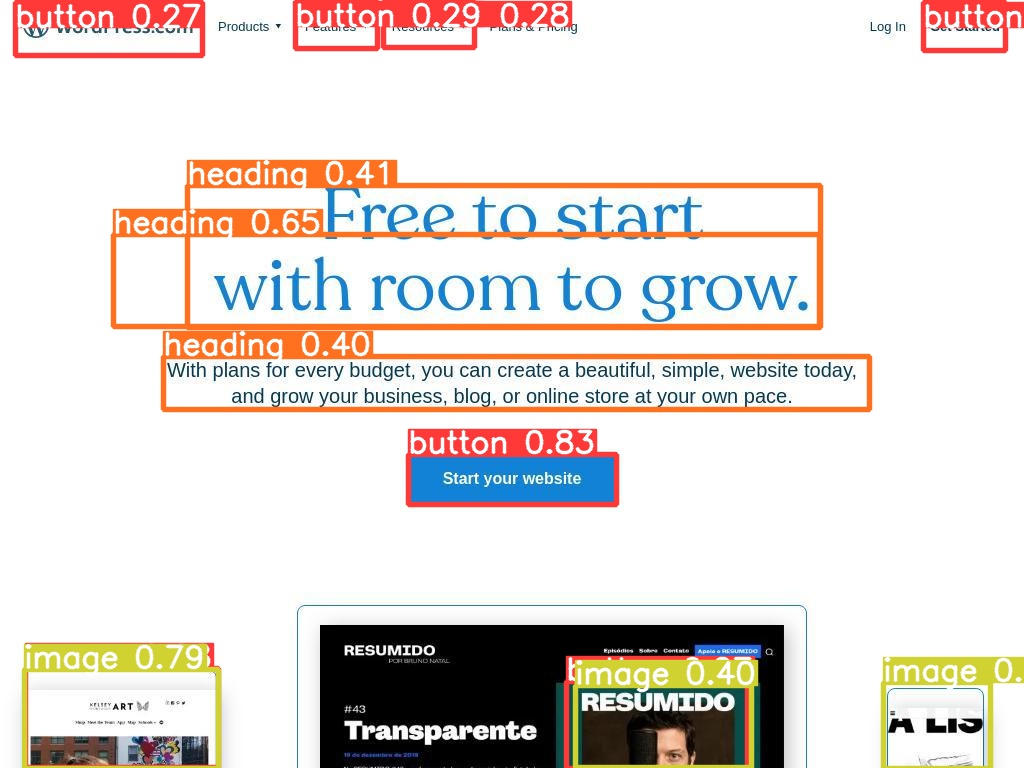 button 0.27
button 0.29
0.28
button
WordPress.com
Products
Features
Resources
Plans & Pricing
Log In
Get Started
heading 0.41
Free to start
heading 0.65
with room to grow.
heading 0.40
With plans for every budget, you can create a beautiful, simple, website today,
and grow your business, blog, or online store at your own pace.
button 0.83
Start your website
image 0.79
KELSEY
ART
Shop Meet the Team App Map Schools
RESUMIDO
POR BRUNO NATAL
Episódios Sobre Contato Apoie o RESUMIDO
image 0.40
RESUMIDO
#43
Transparente
19 de dezembro de 2019
image 0.
A LIS